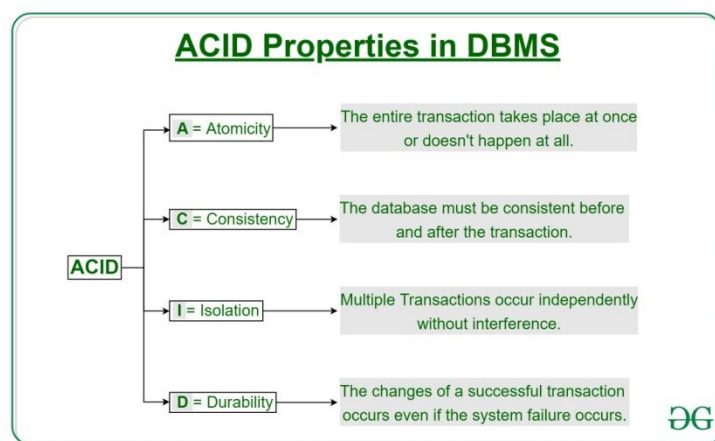 ACID Properties in DBMS
A = Atomicity
The entire transaction takes place at once
or doesn't happen at all.
C = Consistency
The database must be consistent before
and after the transaction.
ACID
I = Isolation
Multiple Transactions occur independently
without interference.
D = Durability
The changes of a successful transaction
occurs even if the system failure occurs.